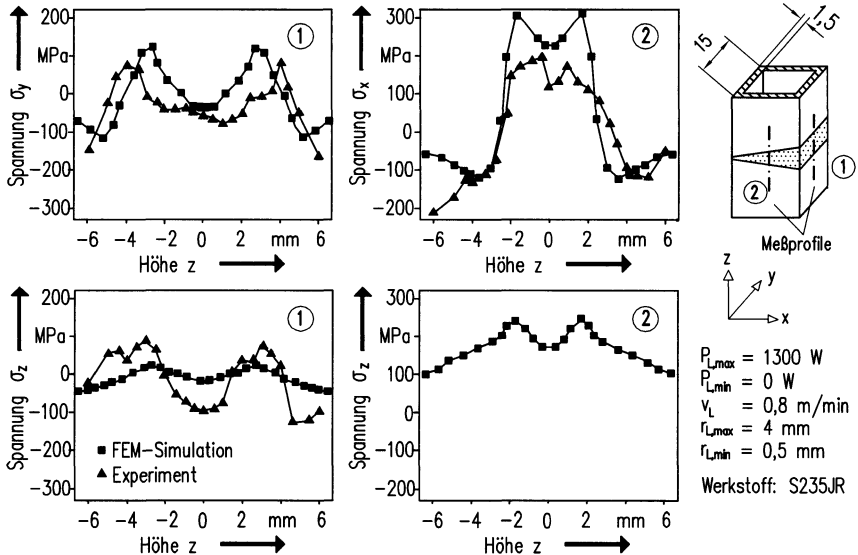 200
MPa
0
-100
-200
-300
Spannung σy
1
-6 -4 -2 0 2 mm 6
Höhe z
300
MPa
100
0
-100
-200
Spannung σx
2
-6 -4 -2 0 2 mm 6
Höhe z
15
1,5
1
2
Meßprofile
z
y
x
200
MPa
0
-100
-200
-300
Spannung σz
1
FEM-Simulation
Experiment
-6 -4 -2 0 2 mm 6
Höhe z
300
MPa
100
0
-100
-200
Spannung σz
2
-6 -4 -2 0 2 mm 6
Höhe z
PL,max = 1300 W
PL,min = 0 W
vL = 0,8 m/min
rL,max = 4 mm
rL,min = 0,5 mm
Werkstoff: S235JR